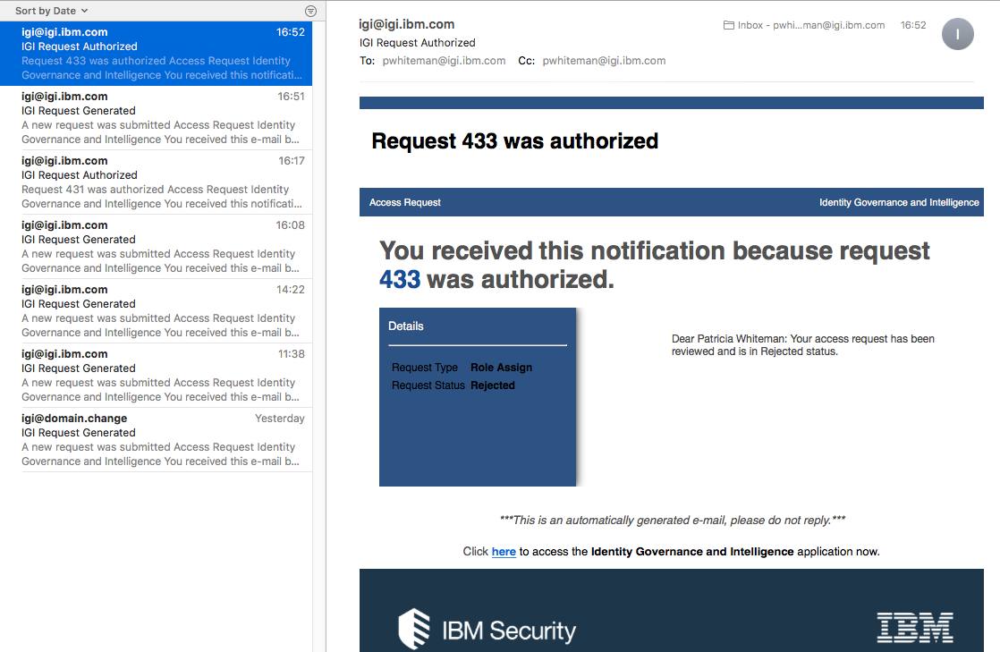 Sort by Date
igi@igi.ibm.com 16:52
IGI Request Authorized
Request 433 was authorized Access Request Identity
Governance and Intelligence You received this notificati...
igi@igi.ibm.com 16:51
IGI Request Generated
A new request was submitted Access Request Identity
Governance and Intelligence You received this e-mail b...
igi@igi.ibm.com 16:17
IGI Request Authorized
Request 431 was authorized Access Request Identity
Governance and Intelligence You received this notificati...
igi@igi.ibm.com 16:08
IGI Request Generated
A new request was submitted Access Request Identity
Governance and Intelligence You received this e-mail b...
igi@igi.ibm.com 14:22
IGI Request Generated
A new request was submitted Access Request Identity
Governance and Intelligence You received this e-mail b...
igi@igi.ibm.com 11:38
IGI Request Generated
A new request was submitted Access Request Identity
Governance and Intelligence You received this e-mail b...
igi@domain.change Yesterday
IGI Request Generated
A new request was submitted Access Request Identity
Governance and Intelligence You received this e-mail b...
igi@igi.ibm.com Inbox - pwhi...man@igi.ibm.com 16:52
I
IGI Request Authorized
To: pwhiteman@igi.ibm.com Cc: pwhiteman@igi.ibm.com
Request 433 was authorized
Access Request Identity Governance and Intelligence
You received this notification because request
433 was authorized.
Details
Request Type Role Assign
Request Status Rejected
Dear Patricia Whiteman: Your access request has been
reviewed and is in Rejected status.
***This is an automatically generated e-mail, please do not reply.***
Click here to access the Identity Governance and Intelligence application now.
IBM Security IBM